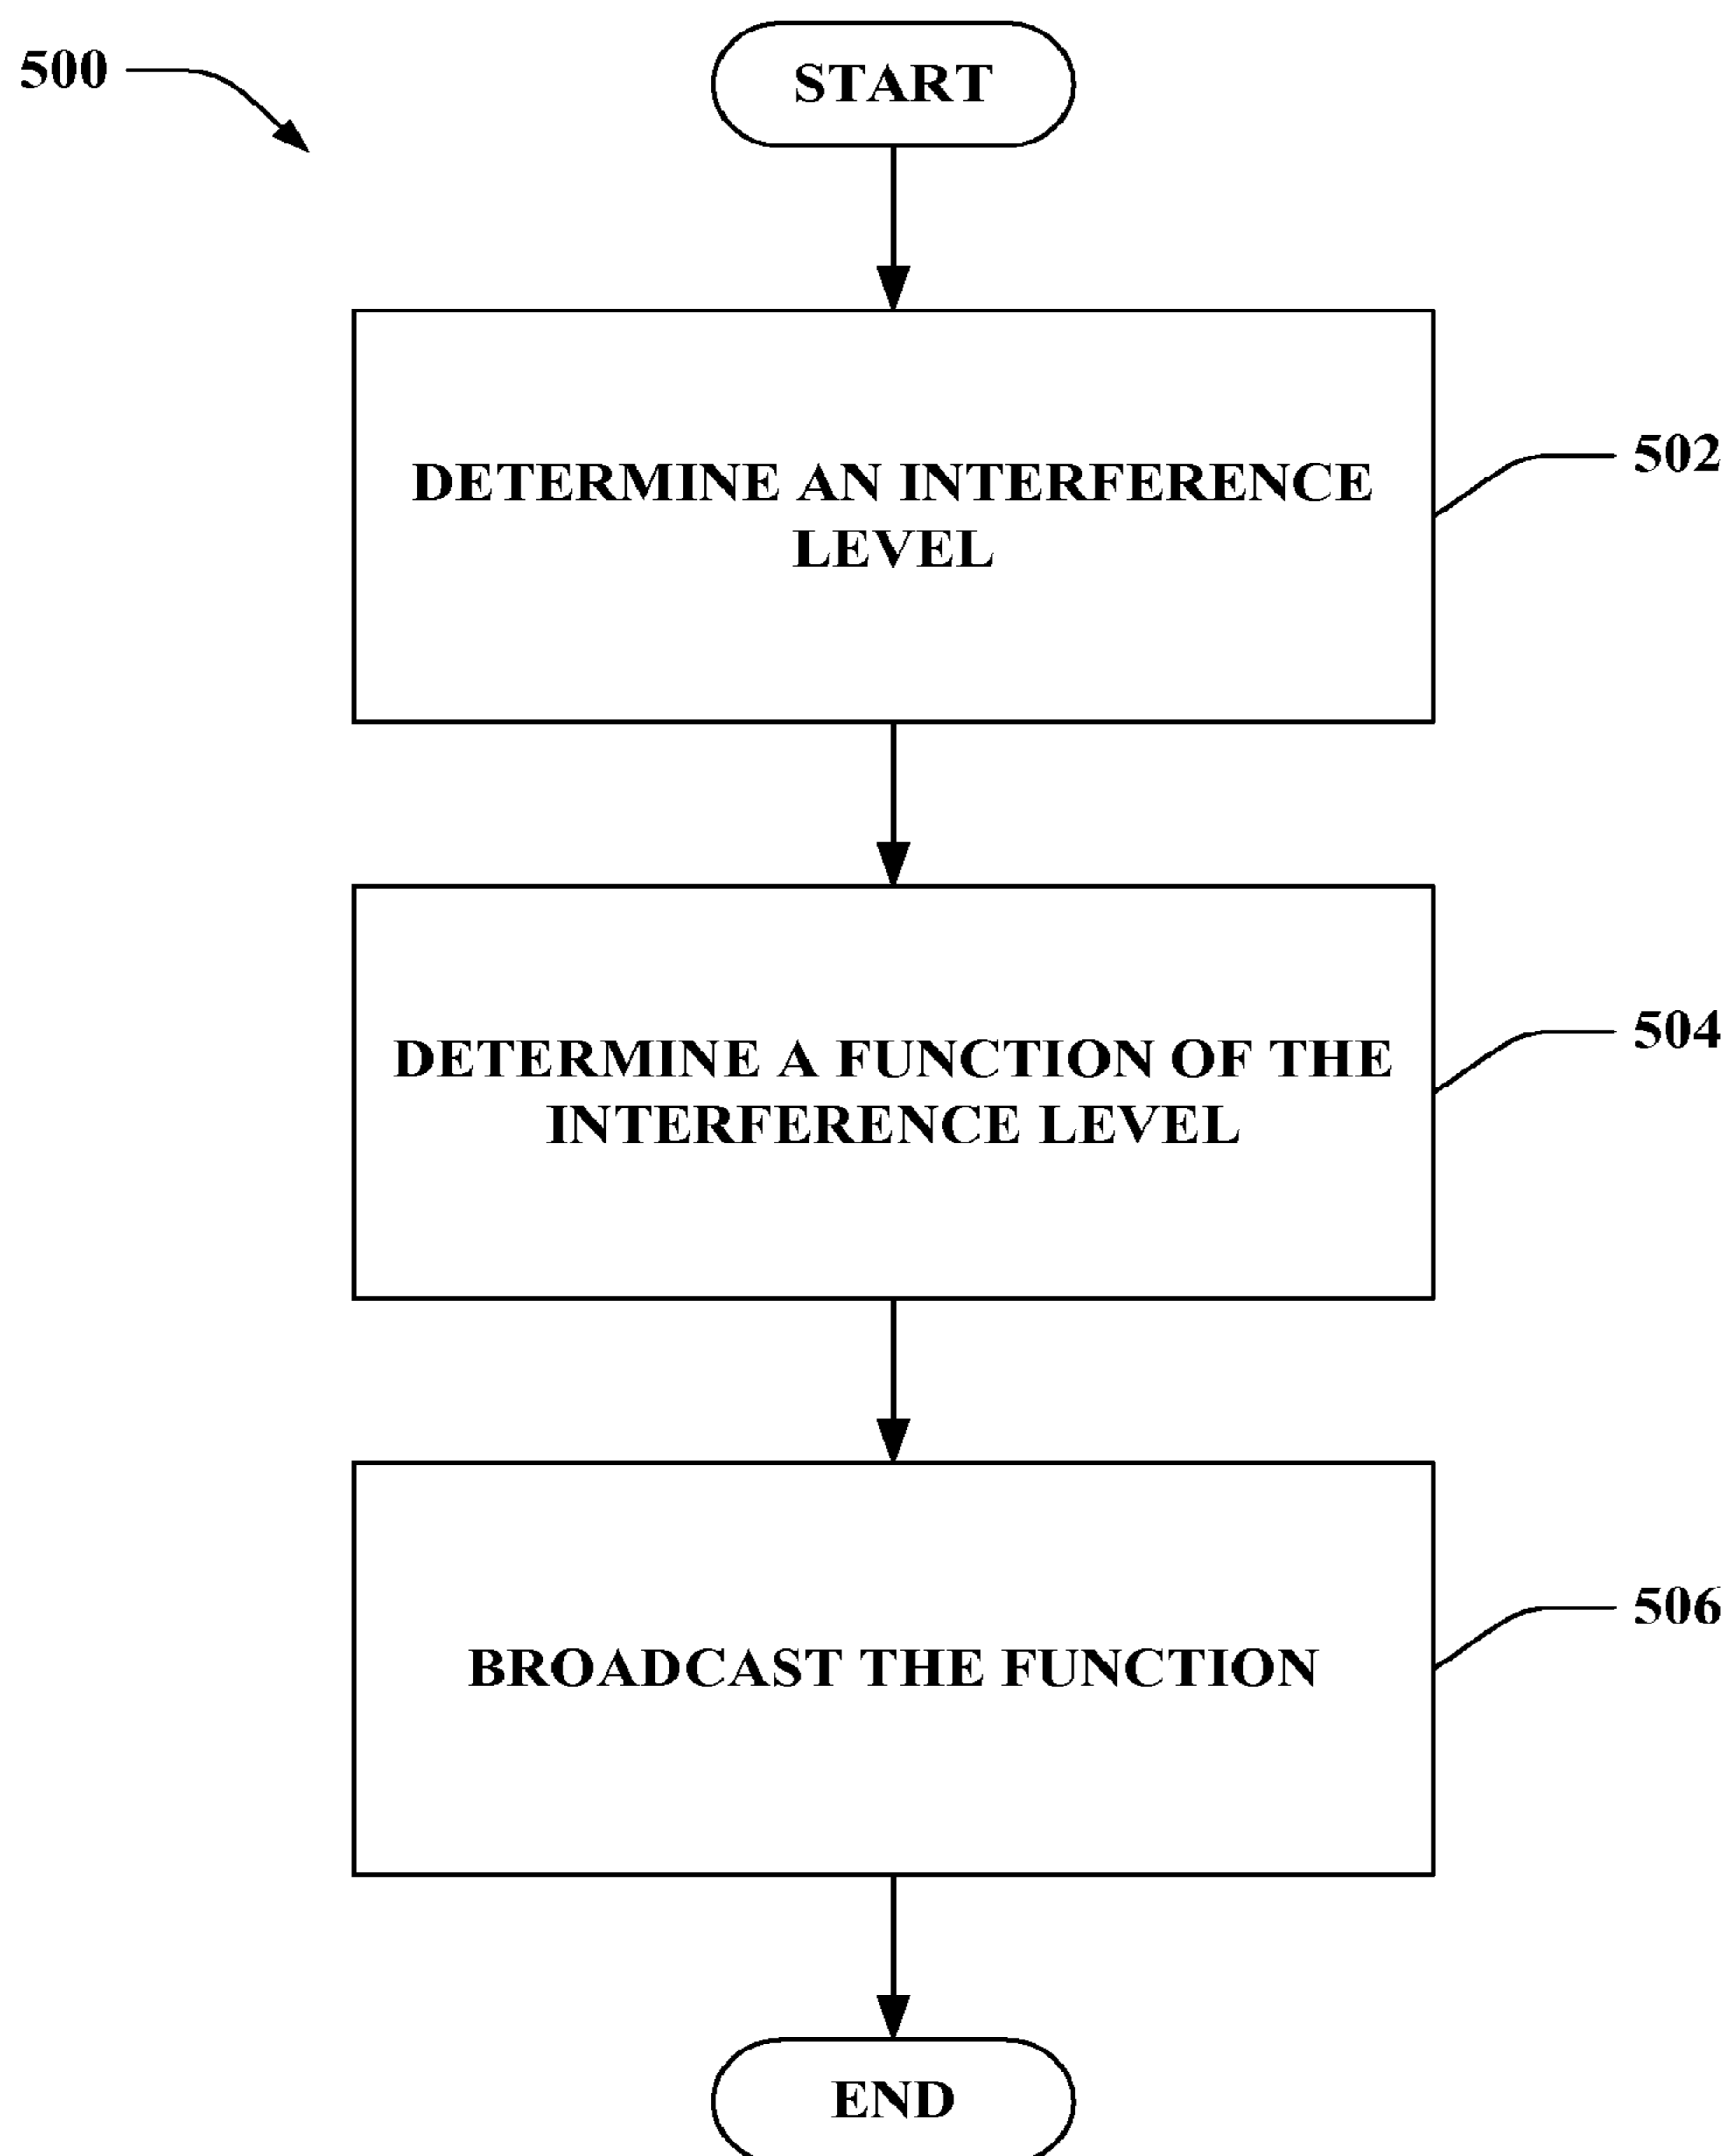 500
START
DETERMINE AN INTERFERENCE
LEVEL
502
DETERMINE A FUNCTION OF THE
INTERFERENCE LEVEL
504
BROADCAST THE FUNCTION
506
END